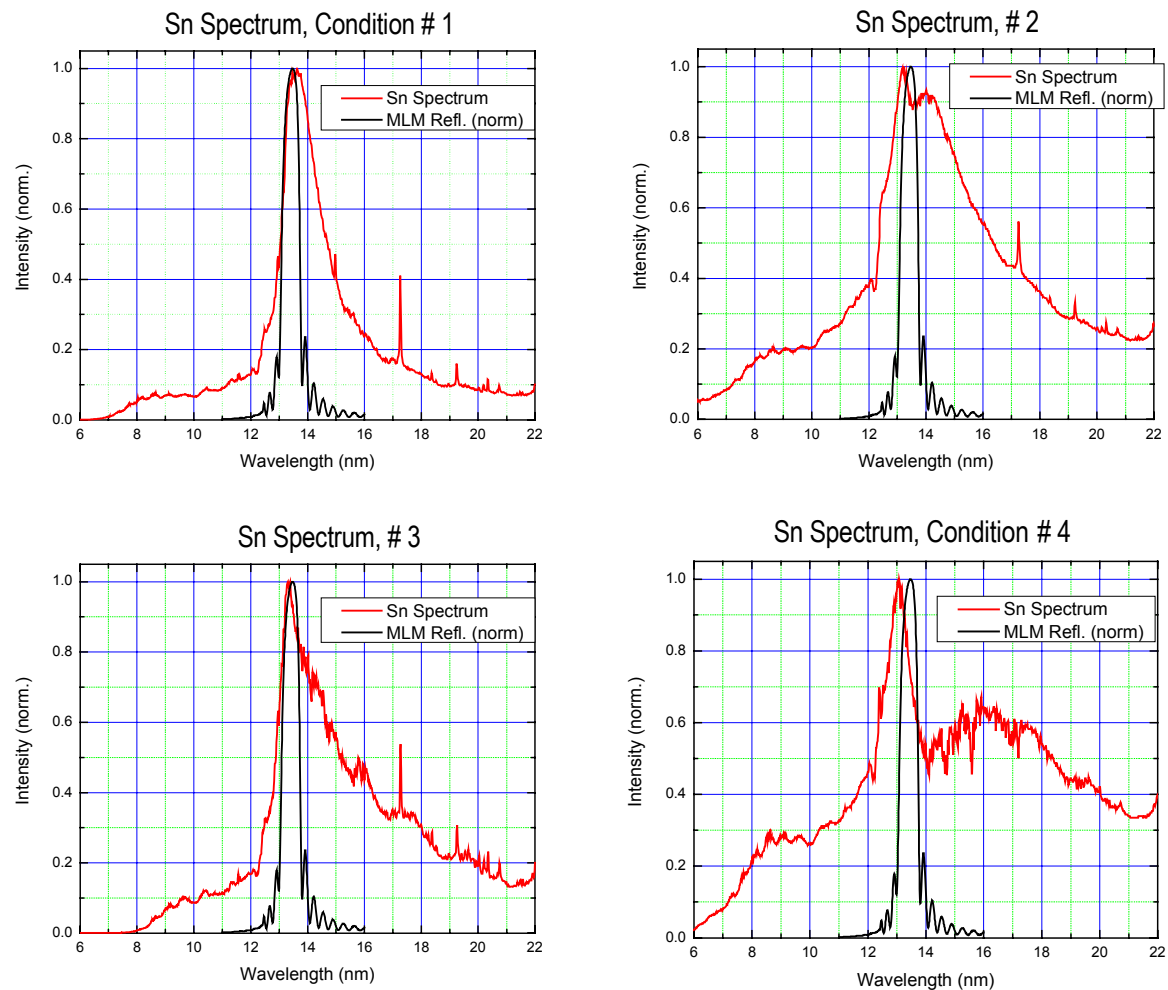 Sn Spectrum, Condition # 1
Intensity (norm.)
1.0
0.8
0.6
0.4
0.2
0.0
Sn Spectrum
MLM Refl. (norm)
6 8 10 12 14 16 18 20 22
Wavelength (nm)
Sn Spectrum, # 2
Intensity (norm.)
1.0
0.8
0.6
0.4
0.2
0.0
Sn Spectrum
MLM Refl. (norm)
6 8 10 12 14 16 18 20 22
Wavelength (nm)
Sn Spectrum, # 3
Intensity (norm.)
1.0
0.8
0.6
0.4
0.2
0.0
Sn Spectrum
MLM Refl. (norm)
6 8 10 12 14 16 18 20 22
Wavelength (nm)
Sn Spectrum, Condition # 4
Intensity (norm.)
1.0
0.8
0.6
0.4
0.2
0.0
Sn Spectrum
MLM Refl. (norm)
6 8 10 12 14 16 18 20 22
Wavelength (nm)